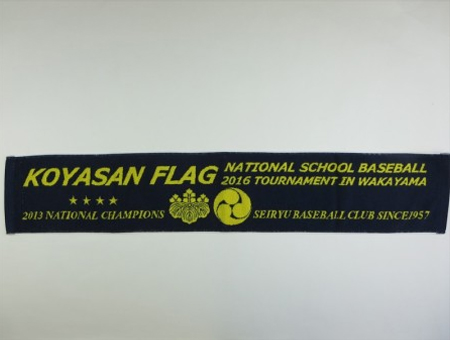 KOYASAN FLAG
NATIONAL SCHOOL BASEBALL
2016 TOURNAMENT IN WAKAYAMA
2013 NATIONAL CHAMPIONS
SEIRYU BASEBALL CLUB SINCE1957